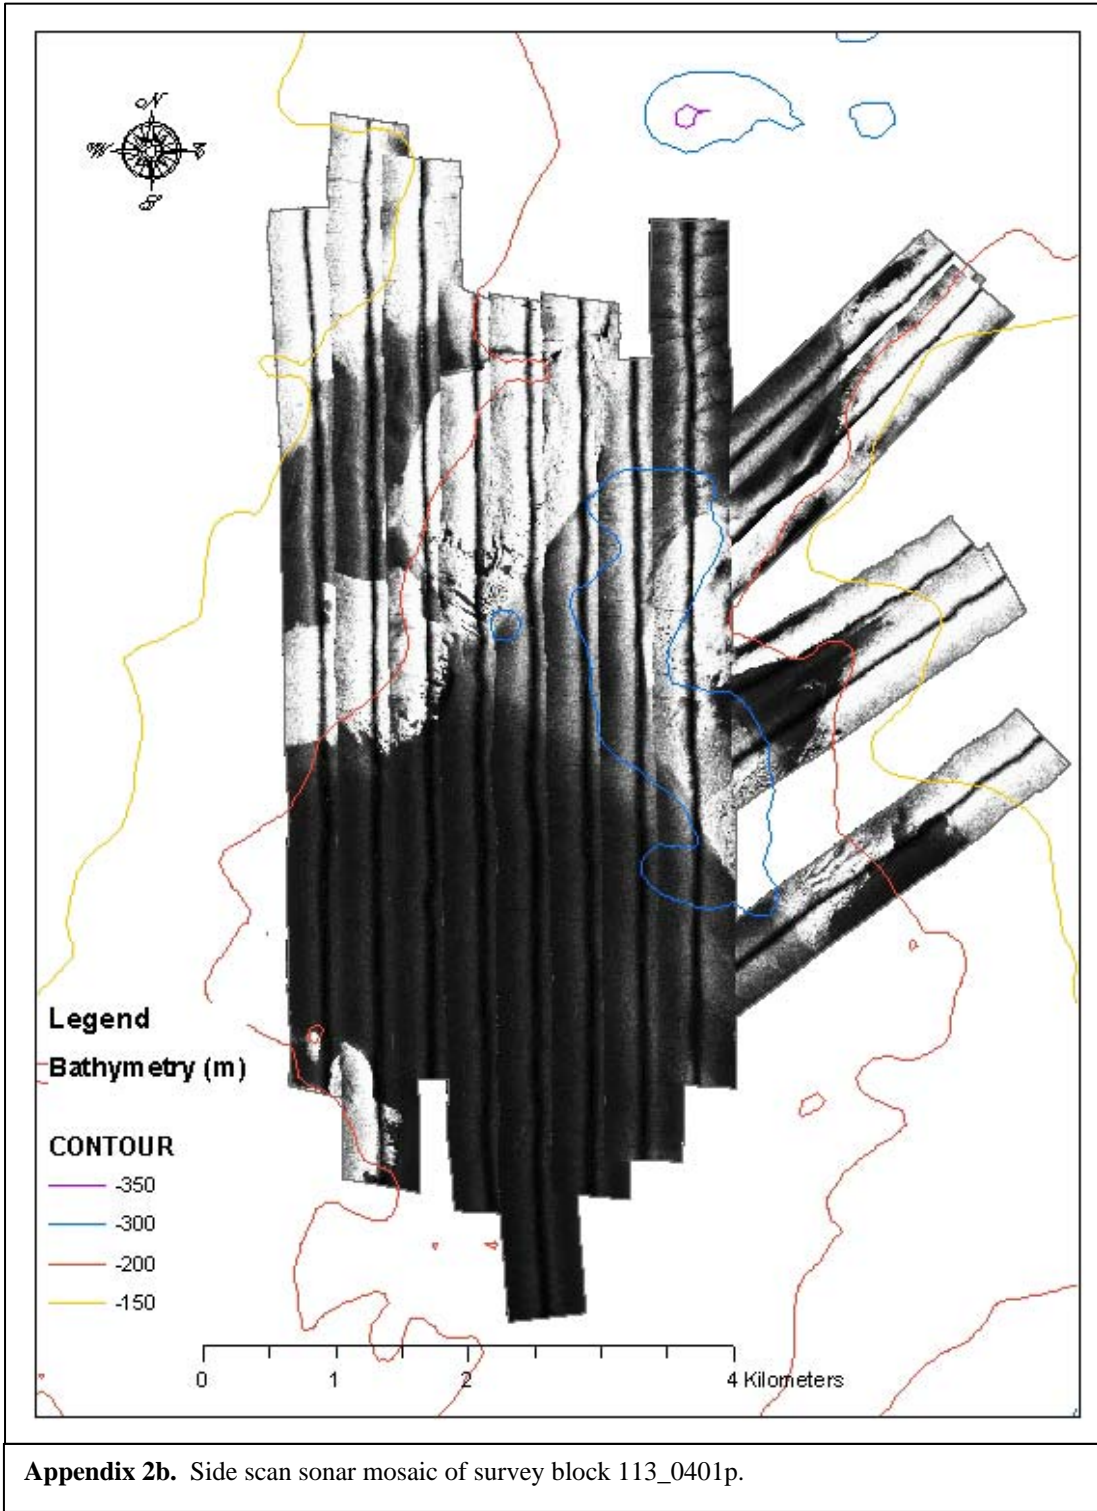 N
W
S
Legend
Bathymetry (m)
CONTOUR
-350
-300
-200
-150
0 1 2 4 Kilometers
Appendix 2b. Side scan sonar mosaic of survey block 113_0401p.